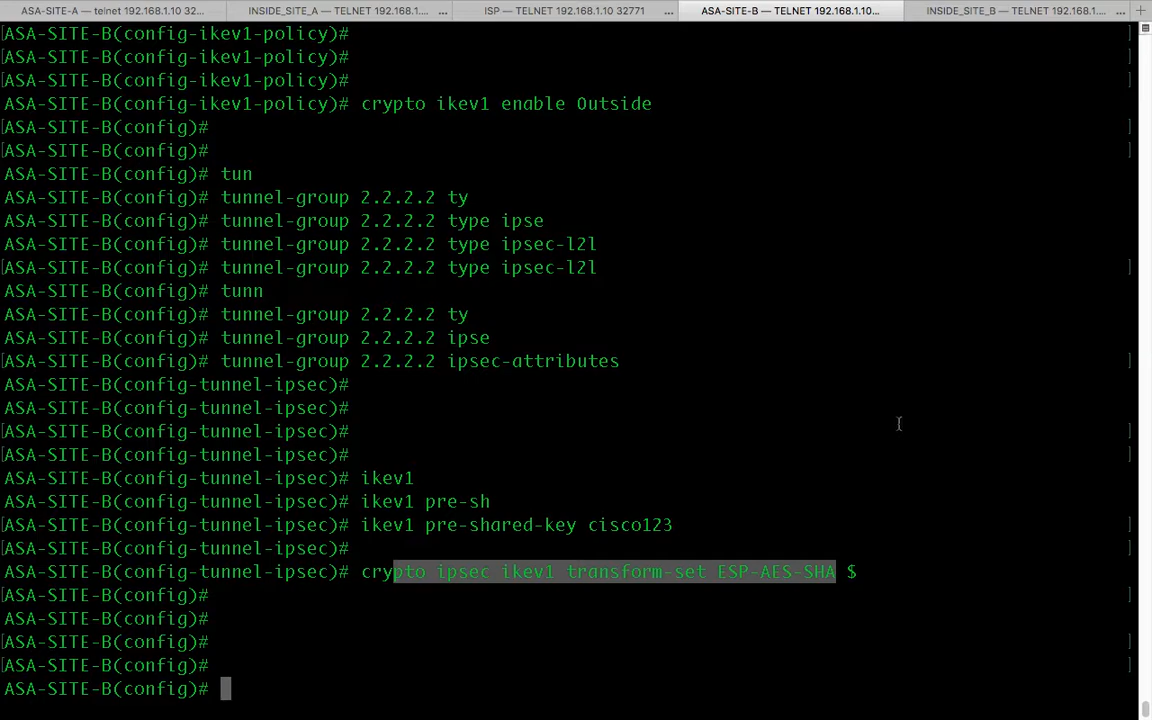 ASA-SITE-A — telnet 192.168.1.10 32... INSIDE_SITE_A — TELNET 192.168.1.... ... ISP — TELNET 192.168.1.10 32771 ... ASA-SITE-B — TELNET 192.168.1.10... INSIDE_SITE_B — TELNET 192.168.1.... ... +
[ASA-SITE-B(config-ikev1-policy)# ]
[ASA-SITE-B(config-ikev1-policy)# ]
[ASA-SITE-B(config-ikev1-policy)# ]
ASA-SITE-B(config-ikev1-policy)# crypto ikev1 enable Outside
[ASA-SITE-B(config)# ]
[ASA-SITE-B(config)# ]
ASA-SITE-B(config)# tun
ASA-SITE-B(config)# tunnel-group 2.2.2.2 ty
ASA-SITE-B(config)# tunnel-group 2.2.2.2 type ipse
ASA-SITE-B(config)# tunnel-group 2.2.2.2 type ipsec-l2l
[ASA-SITE-B(config)# tunnel-group 2.2.2.2 type ipsec-l2l ]
ASA-SITE-B(config)# tunn
ASA-SITE-B(config)# tunnel-group 2.2.2.2 ty
ASA-SITE-B(config)# tunnel-group 2.2.2.2 ipse
[ASA-SITE-B(config)# tunnel-group 2.2.2.2 ipsec-attributes ]
ASA-SITE-B(config-tunnel-ipsec)#
ASA-SITE-B(config-tunnel-ipsec)#
[ASA-SITE-B(config-tunnel-ipsec)# ]
[ASA-SITE-B(config-tunnel-ipsec)# ]
ASA-SITE-B(config-tunnel-ipsec)# ikev1
ASA-SITE-B(config-tunnel-ipsec)# ikev1 pre-sh
[ASA-SITE-B(config-tunnel-ipsec)# ikev1 pre-shared-key cisco123 ]
[ASA-SITE-B(config-tunnel-ipsec)# ]
ASA-SITE-B(config-tunnel-ipsec)# crypto ipsec ikev1 transform-set ESP-AES-SHA $
[ASA-SITE-B(config)# ]
[ASA-SITE-B(config)#
[ASA-SITE-B(config)# ]
[ASA-SITE-B(config)# ]
ASA-SITE-B(config)#